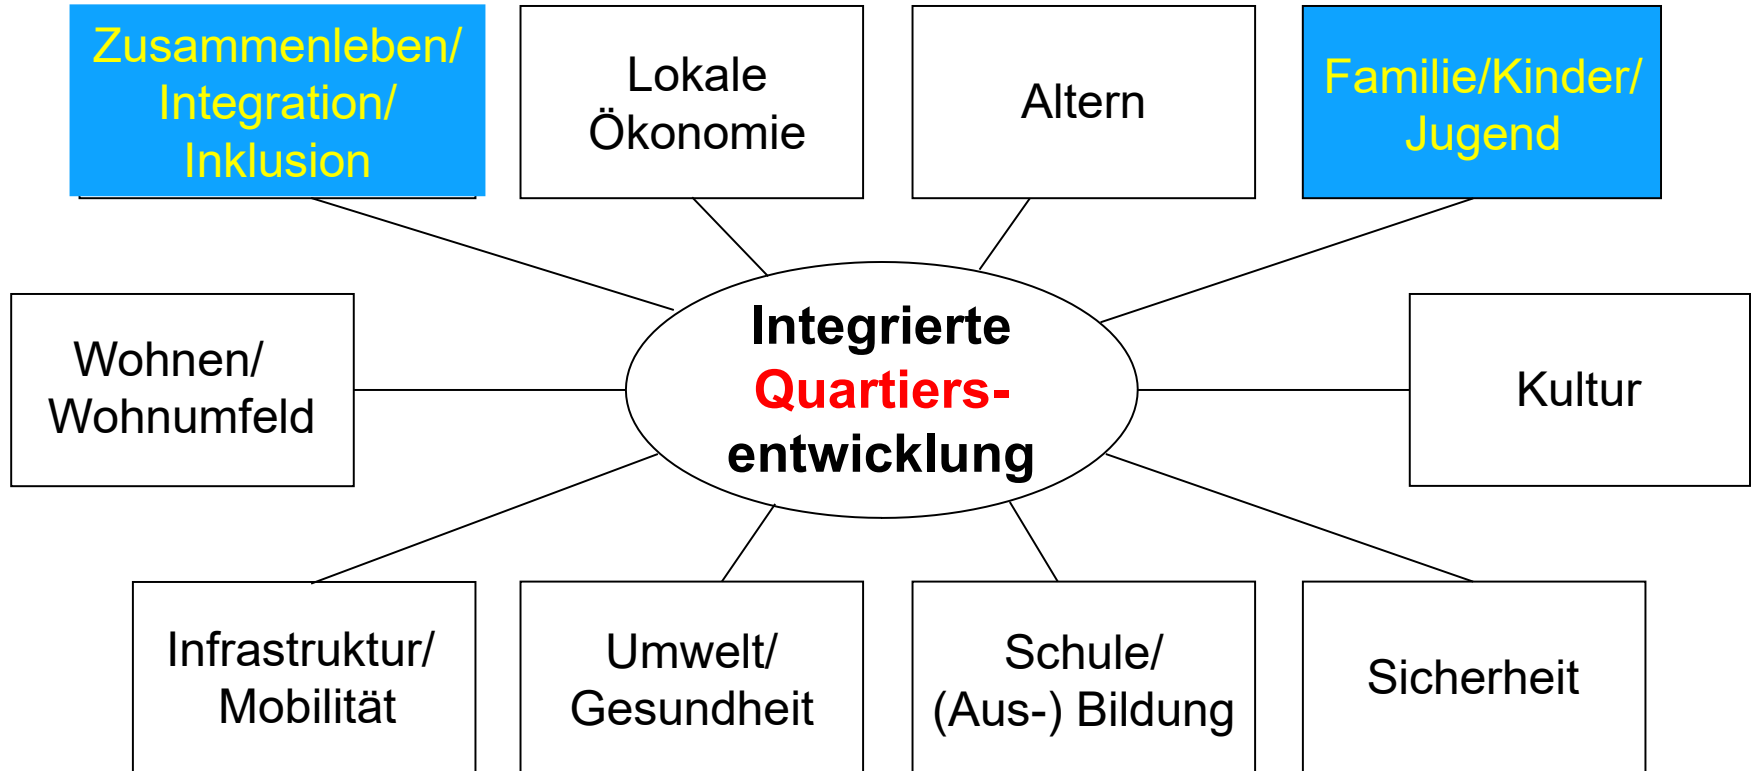 Zusammenleben/
Integration/
Inklusion
Lokale
Ökonomie
Altern
Familie/Kinder/
Jugend
Wohnen/
Wohnumfeld
Integrierte
Quartiers-
entwicklung
Kultur
Infrastruktur/
Mobilität
Umwelt/
Gesundheit
Schule/
(Aus-) Bildung
Sicherheit